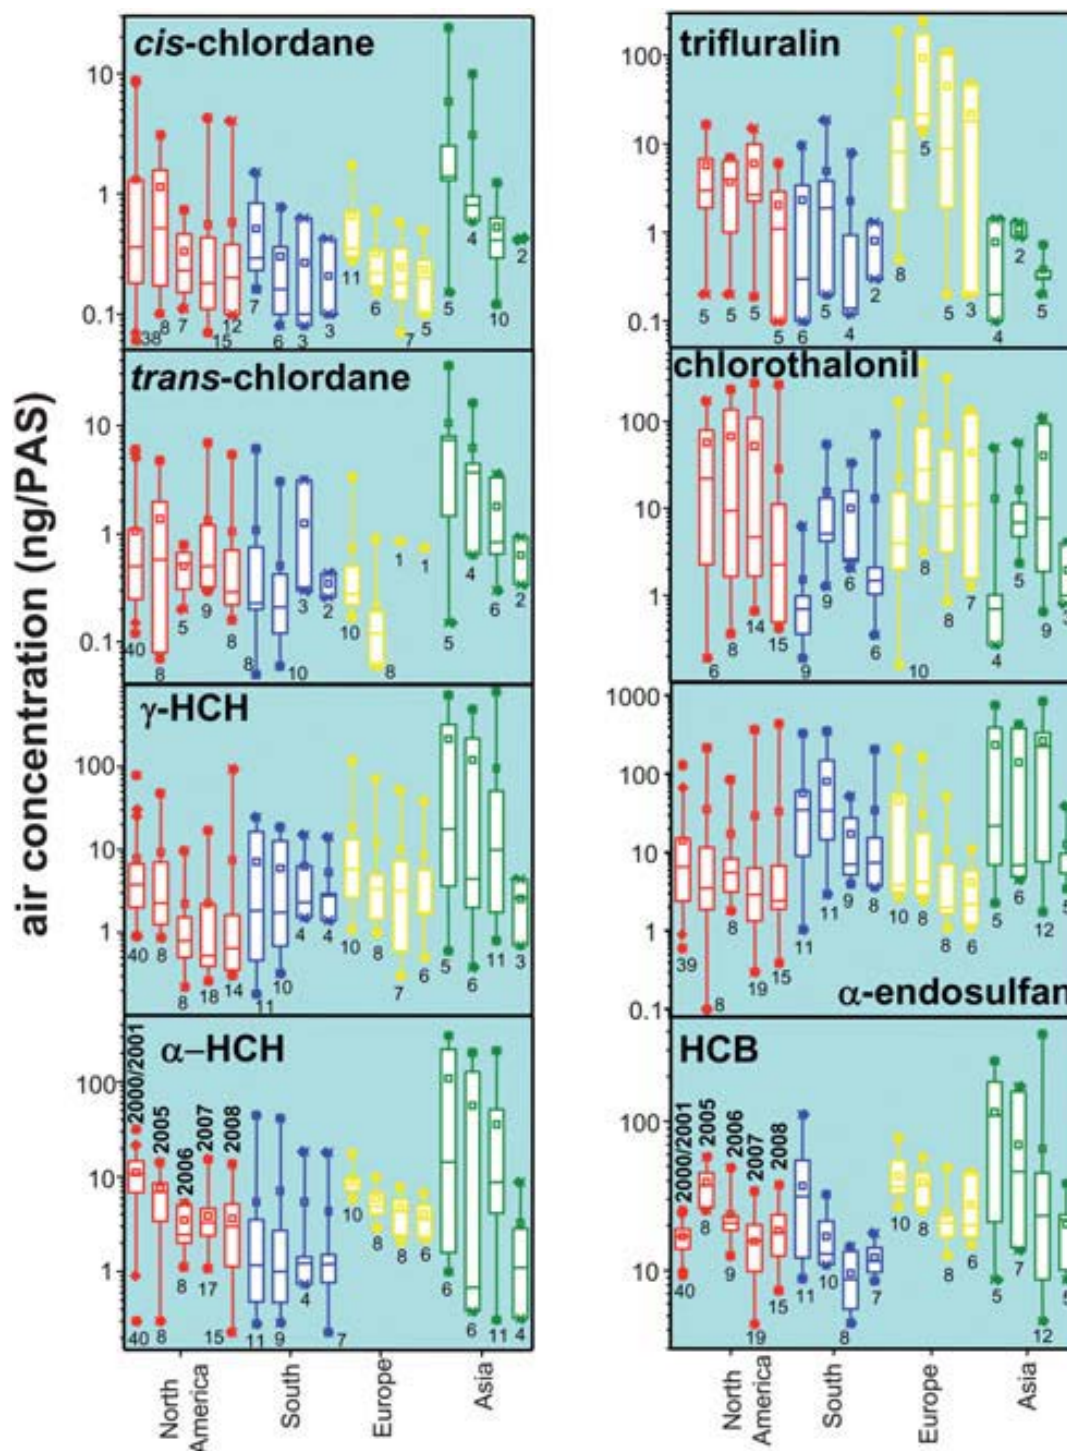 air concentration (ng/PAS)
cis-chlordane
10
1
0.1
38 8 7 15 12 7 6 3 3 11 6 7 5 5 4 10 2
trifluralin
100
10
1
0.1
5 5 5 5 6 5 4 2 8 5 5 3 4 2 5
trans-chlordane
10
1
0.1
40 8 5 9 8 8 10 3 2 10 8 1 1 5 4 6 2
chlorothalonil
100
10
1
6 8 14 15 9 9 6 6 10 8 8 7 4 5 9 3
γ-HCH
100
10
1
40 8 8 18 14 11 10 4 4 10 8 7 6 5 6 11 3
1000
100
10
1
0.1
39 8 8 19 15 11 11 9 8 10 8 8 6 5 6 12 5
α-endosulfan
α–HCH
100
10
1
2000/2001
2005
2006
2007
2008
40 8 8 17 15 11 9 4 7 10 8 8 6 6 6 11 4
HCB
100
10
2000/2001
2005
2006
2007
2008
40 8 9 19 15 11 10 8 7 10 8 8 6 5 7 12 5
North
America
South
Europe
Asia
North
America
South
Europe
Asia